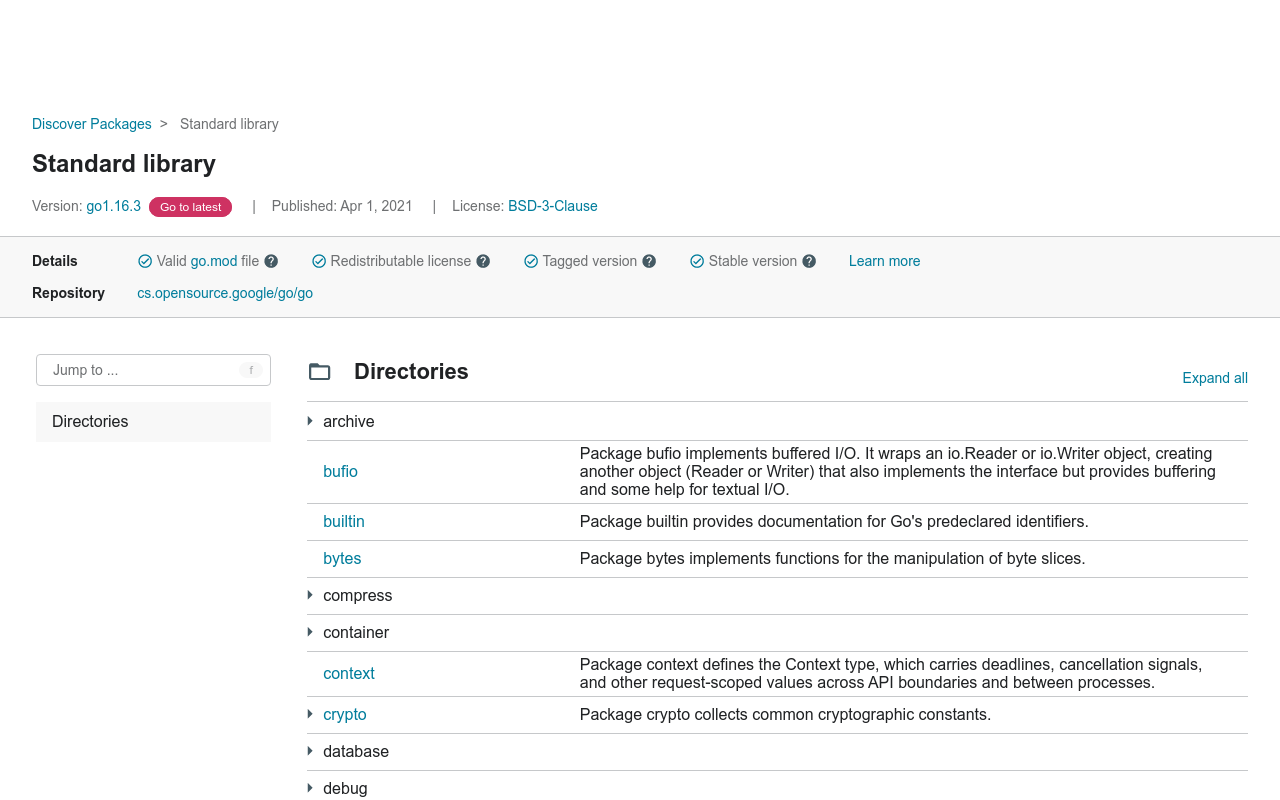 Discover Packages > Standard library
Standard library
Version: go1.16.3 Go to latest | Published: Apr 1, 2021 | License: BSD-3-Clause
Details Valid go.mod file ? Redistributable license ? Tagged version ? Stable version ? Learn more
Repository cs.opensource.google/go/go
Jump to ... f
Directories
Directories
Expand all
archive
bufio
Package bufio implements buffered I/O. It wraps an io.Reader or io.Writer object, creating
another object (Reader or Writer) that also implements the interface but provides buffering
and some help for textual I/O.
builtin Package builtin provides documentation for Go's predeclared identifiers.
bytes Package bytes implements functions for the manipulation of byte slices.
compress
container
context
Package context defines the Context type, which carries deadlines, cancellation signals,
and other request-scoped values across API boundaries and between processes.
crypto Package crypto collects common cryptographic constants.
database
debug